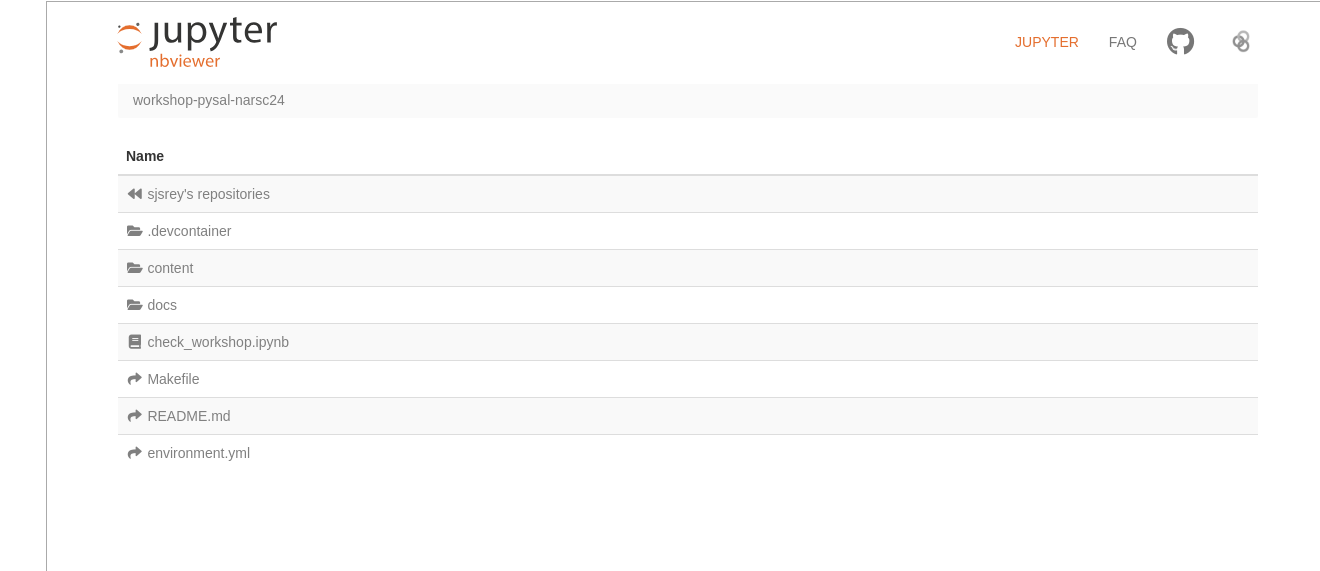 jupyter
nbviewer
JUPYTER FAQ
workshop-pysal-narsc24
Name
sjsrey's repositories
.devcontainer
content
docs
check_workshop.ipynb
Makefile
README.md
environment.yml